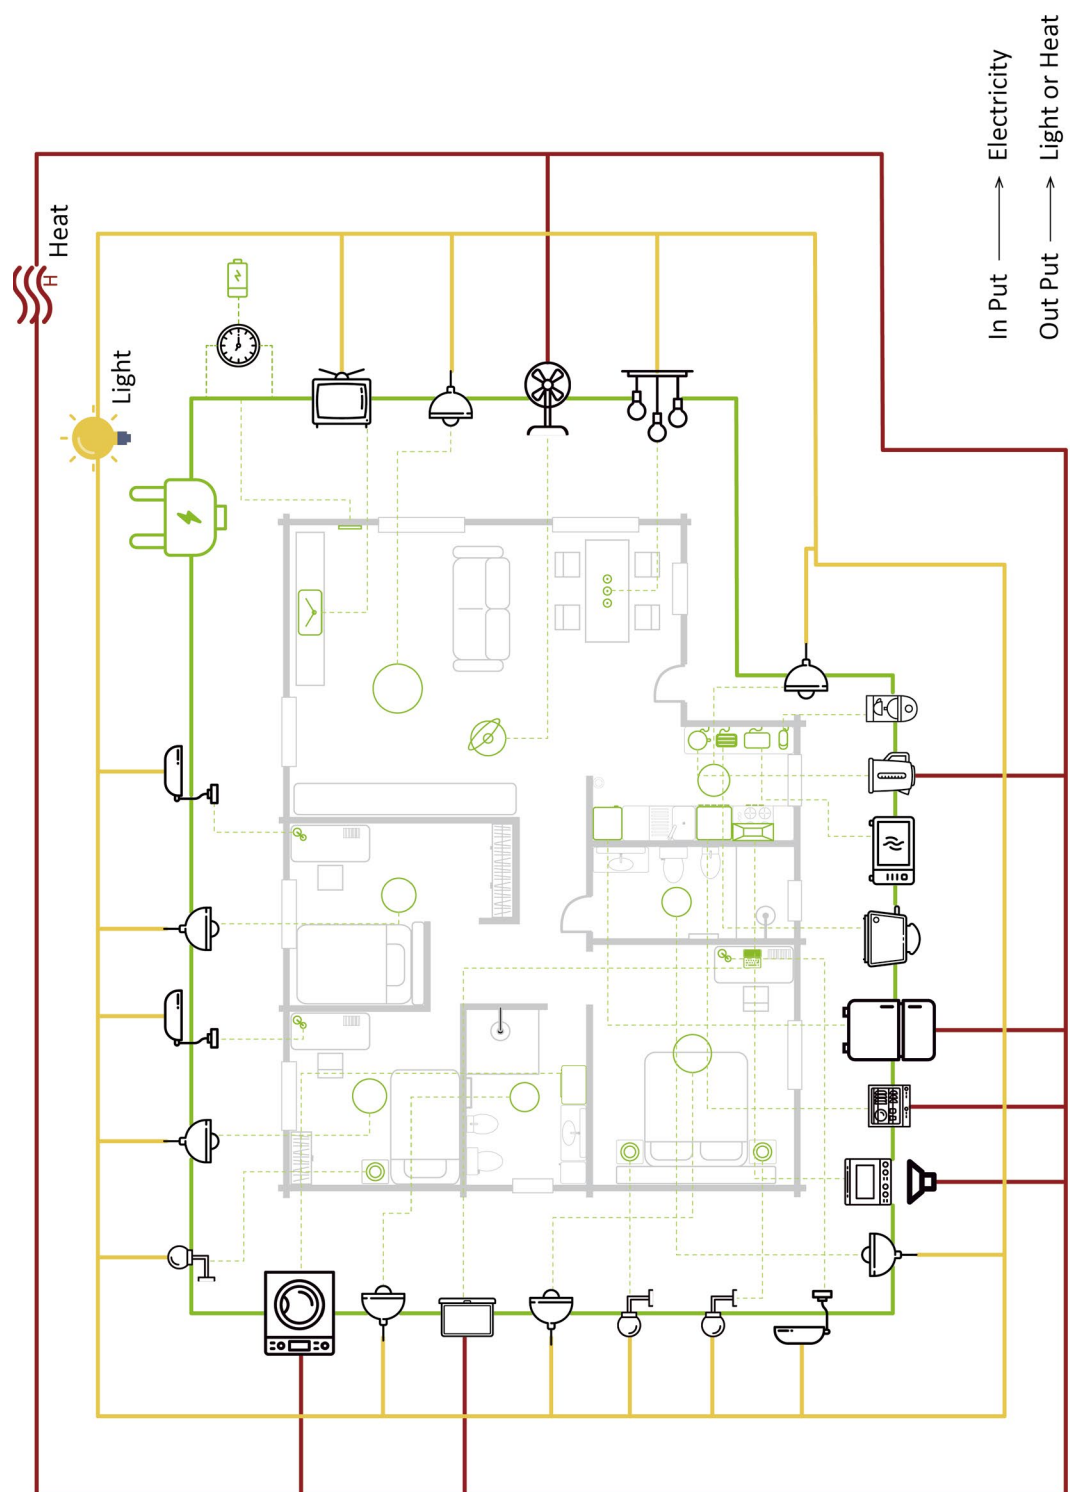 In Put → Electricity
Out Put → Light or Heat
Heat
H
Light